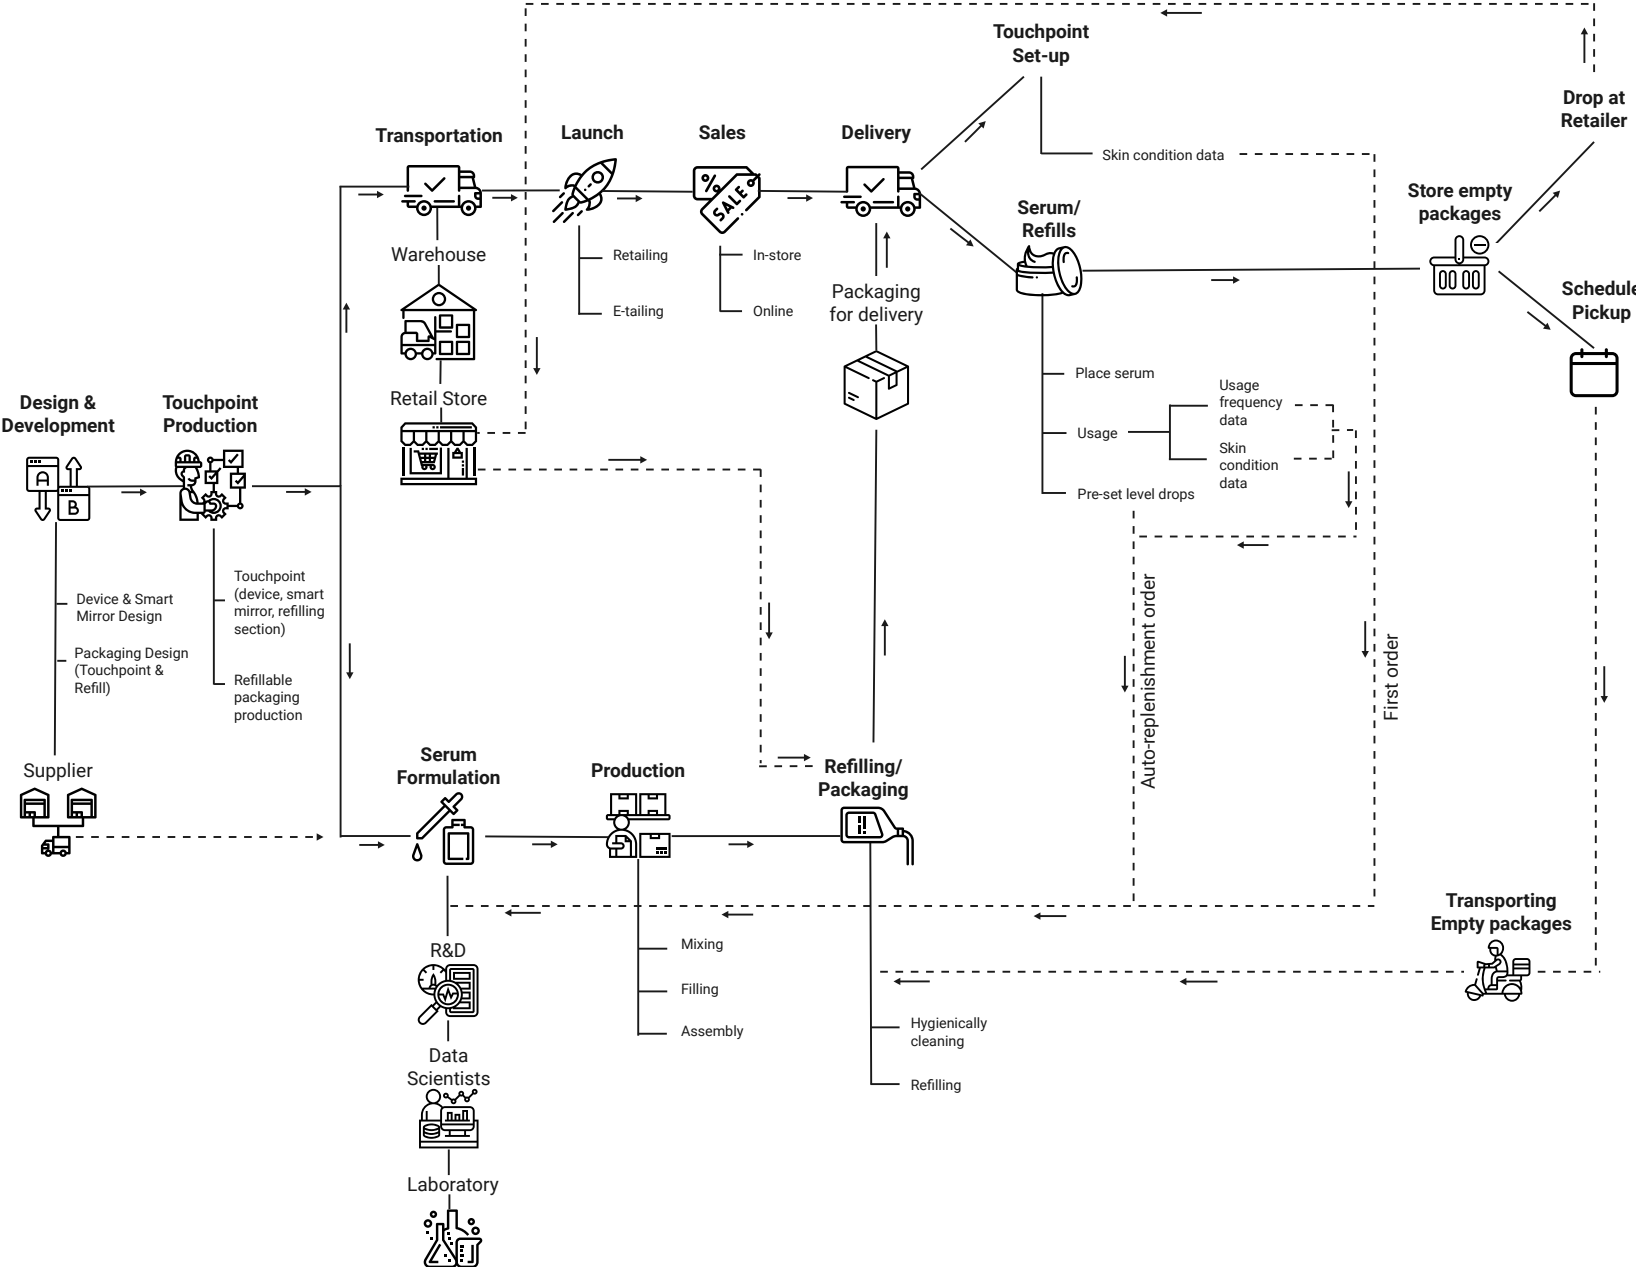 Touchpoint
Set-up
Drop at
Retailer
Transportation
Launch
Sales
Delivery
Skin condition data
Store empty
packages
Serum/
Refills
Warehouse
Retailing
E-tailing
In-store
Online
Packaging
for delivery
Schedule
Pickup
Design &
Development
Touchpoint
Production
Retail Store
Place serum
Usage
Usage
frequency
data
Skin
condition
data
Pre-set level drops
Device & Smart
Mirror Design
Packaging Design
(Touchpoint &
Refill)
Touchpoint
(device, smart
mirror, refilling
section)
Refillable
packaging
production
Auto-replenishment order
First order
Supplier
Serum
Formulation
Production
Refilling/
Packaging
Transporting
Empty packages
R&D
Mixing
Filling
Assembly
Hygienically
cleaning
Refilling
Data
Scientists
Laboratory
A
B
%
SALE